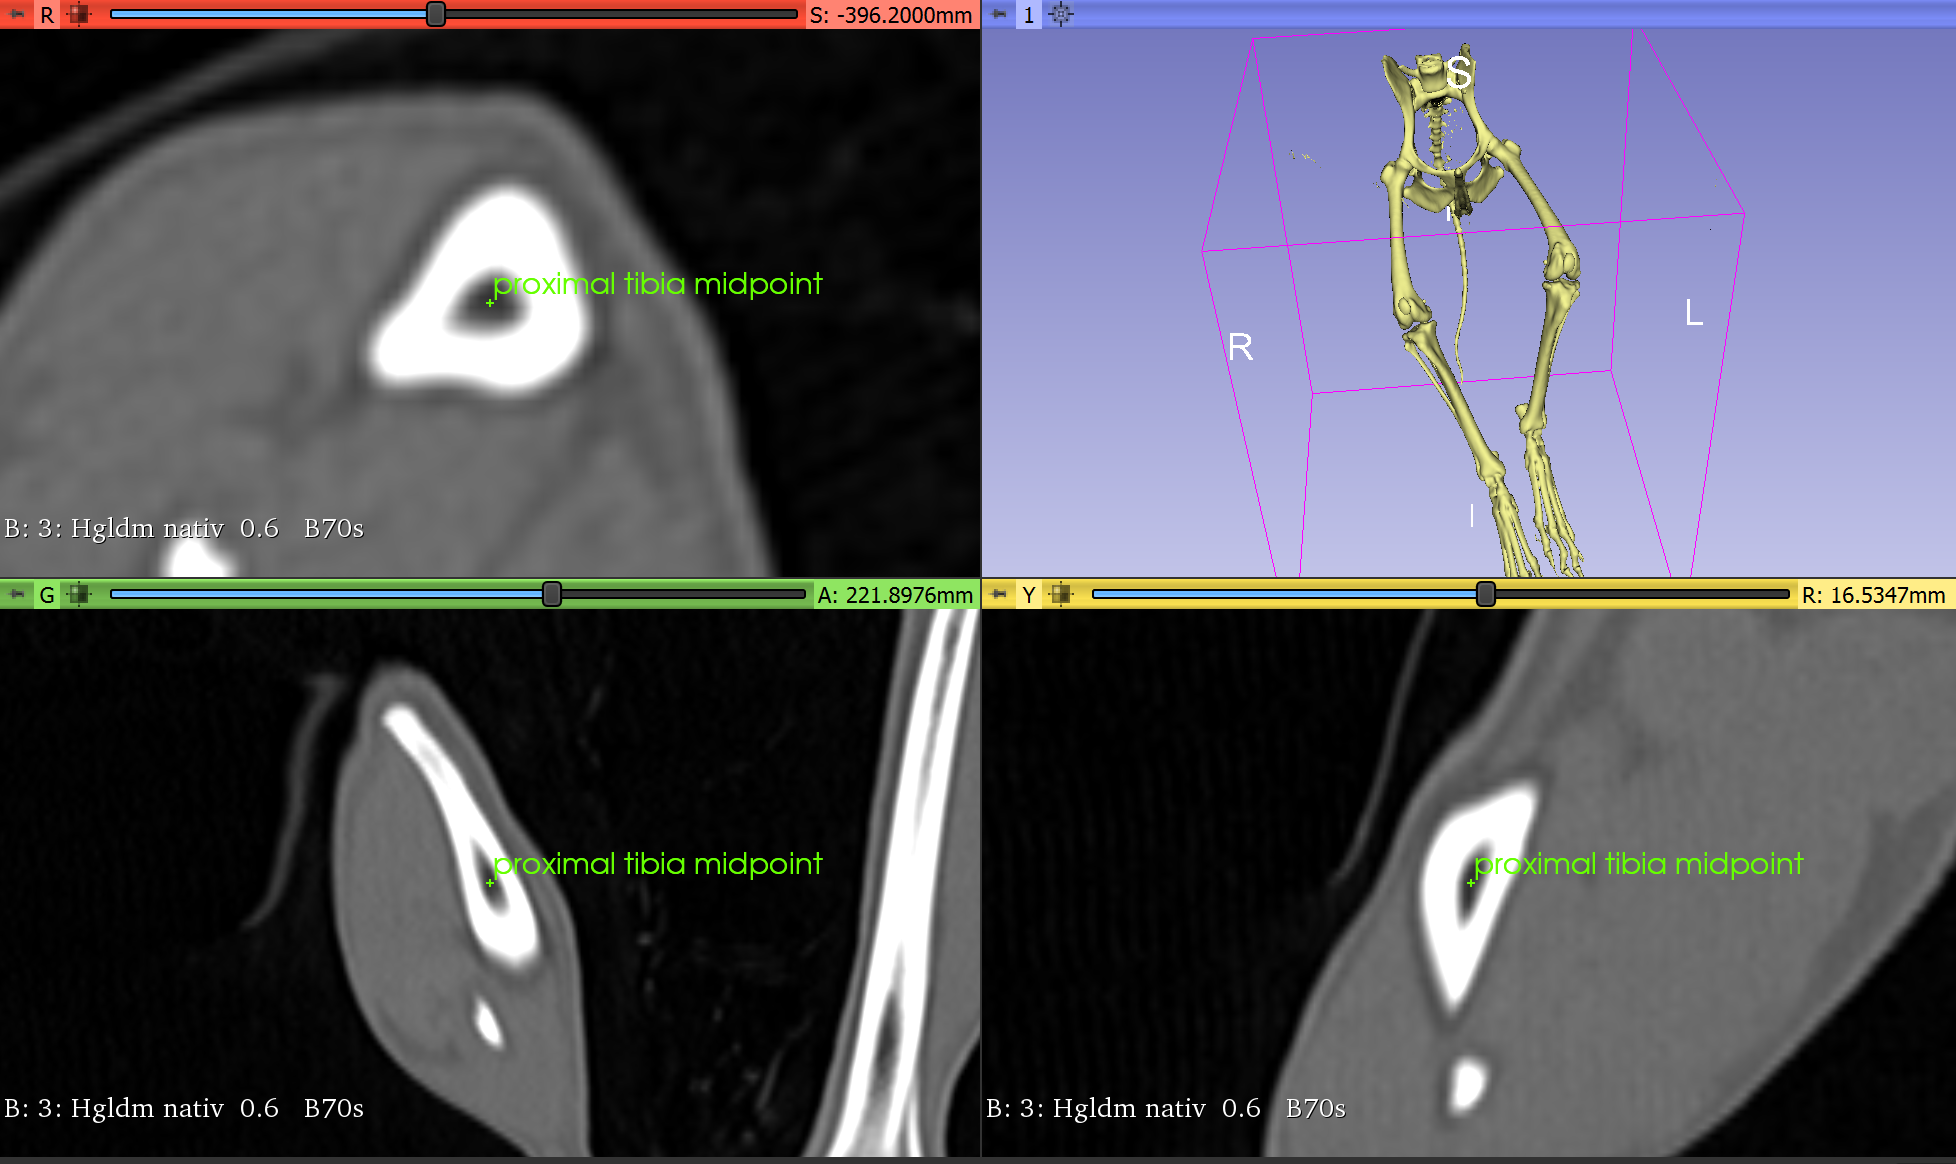 R
S: -396.2000mm
proximal tibia midpoint
B: 3: Hgldm nativ 0.6 B70s
1
S
R
L
I
I
G
A: 221.8976mm
proximal tibia midpoint
B: 3: Hgldm nativ 0.6 B70s
Y
R: 16.5347mm
proximal tibia midpoint
B: 3: Hgldm nativ 0.6 B70s